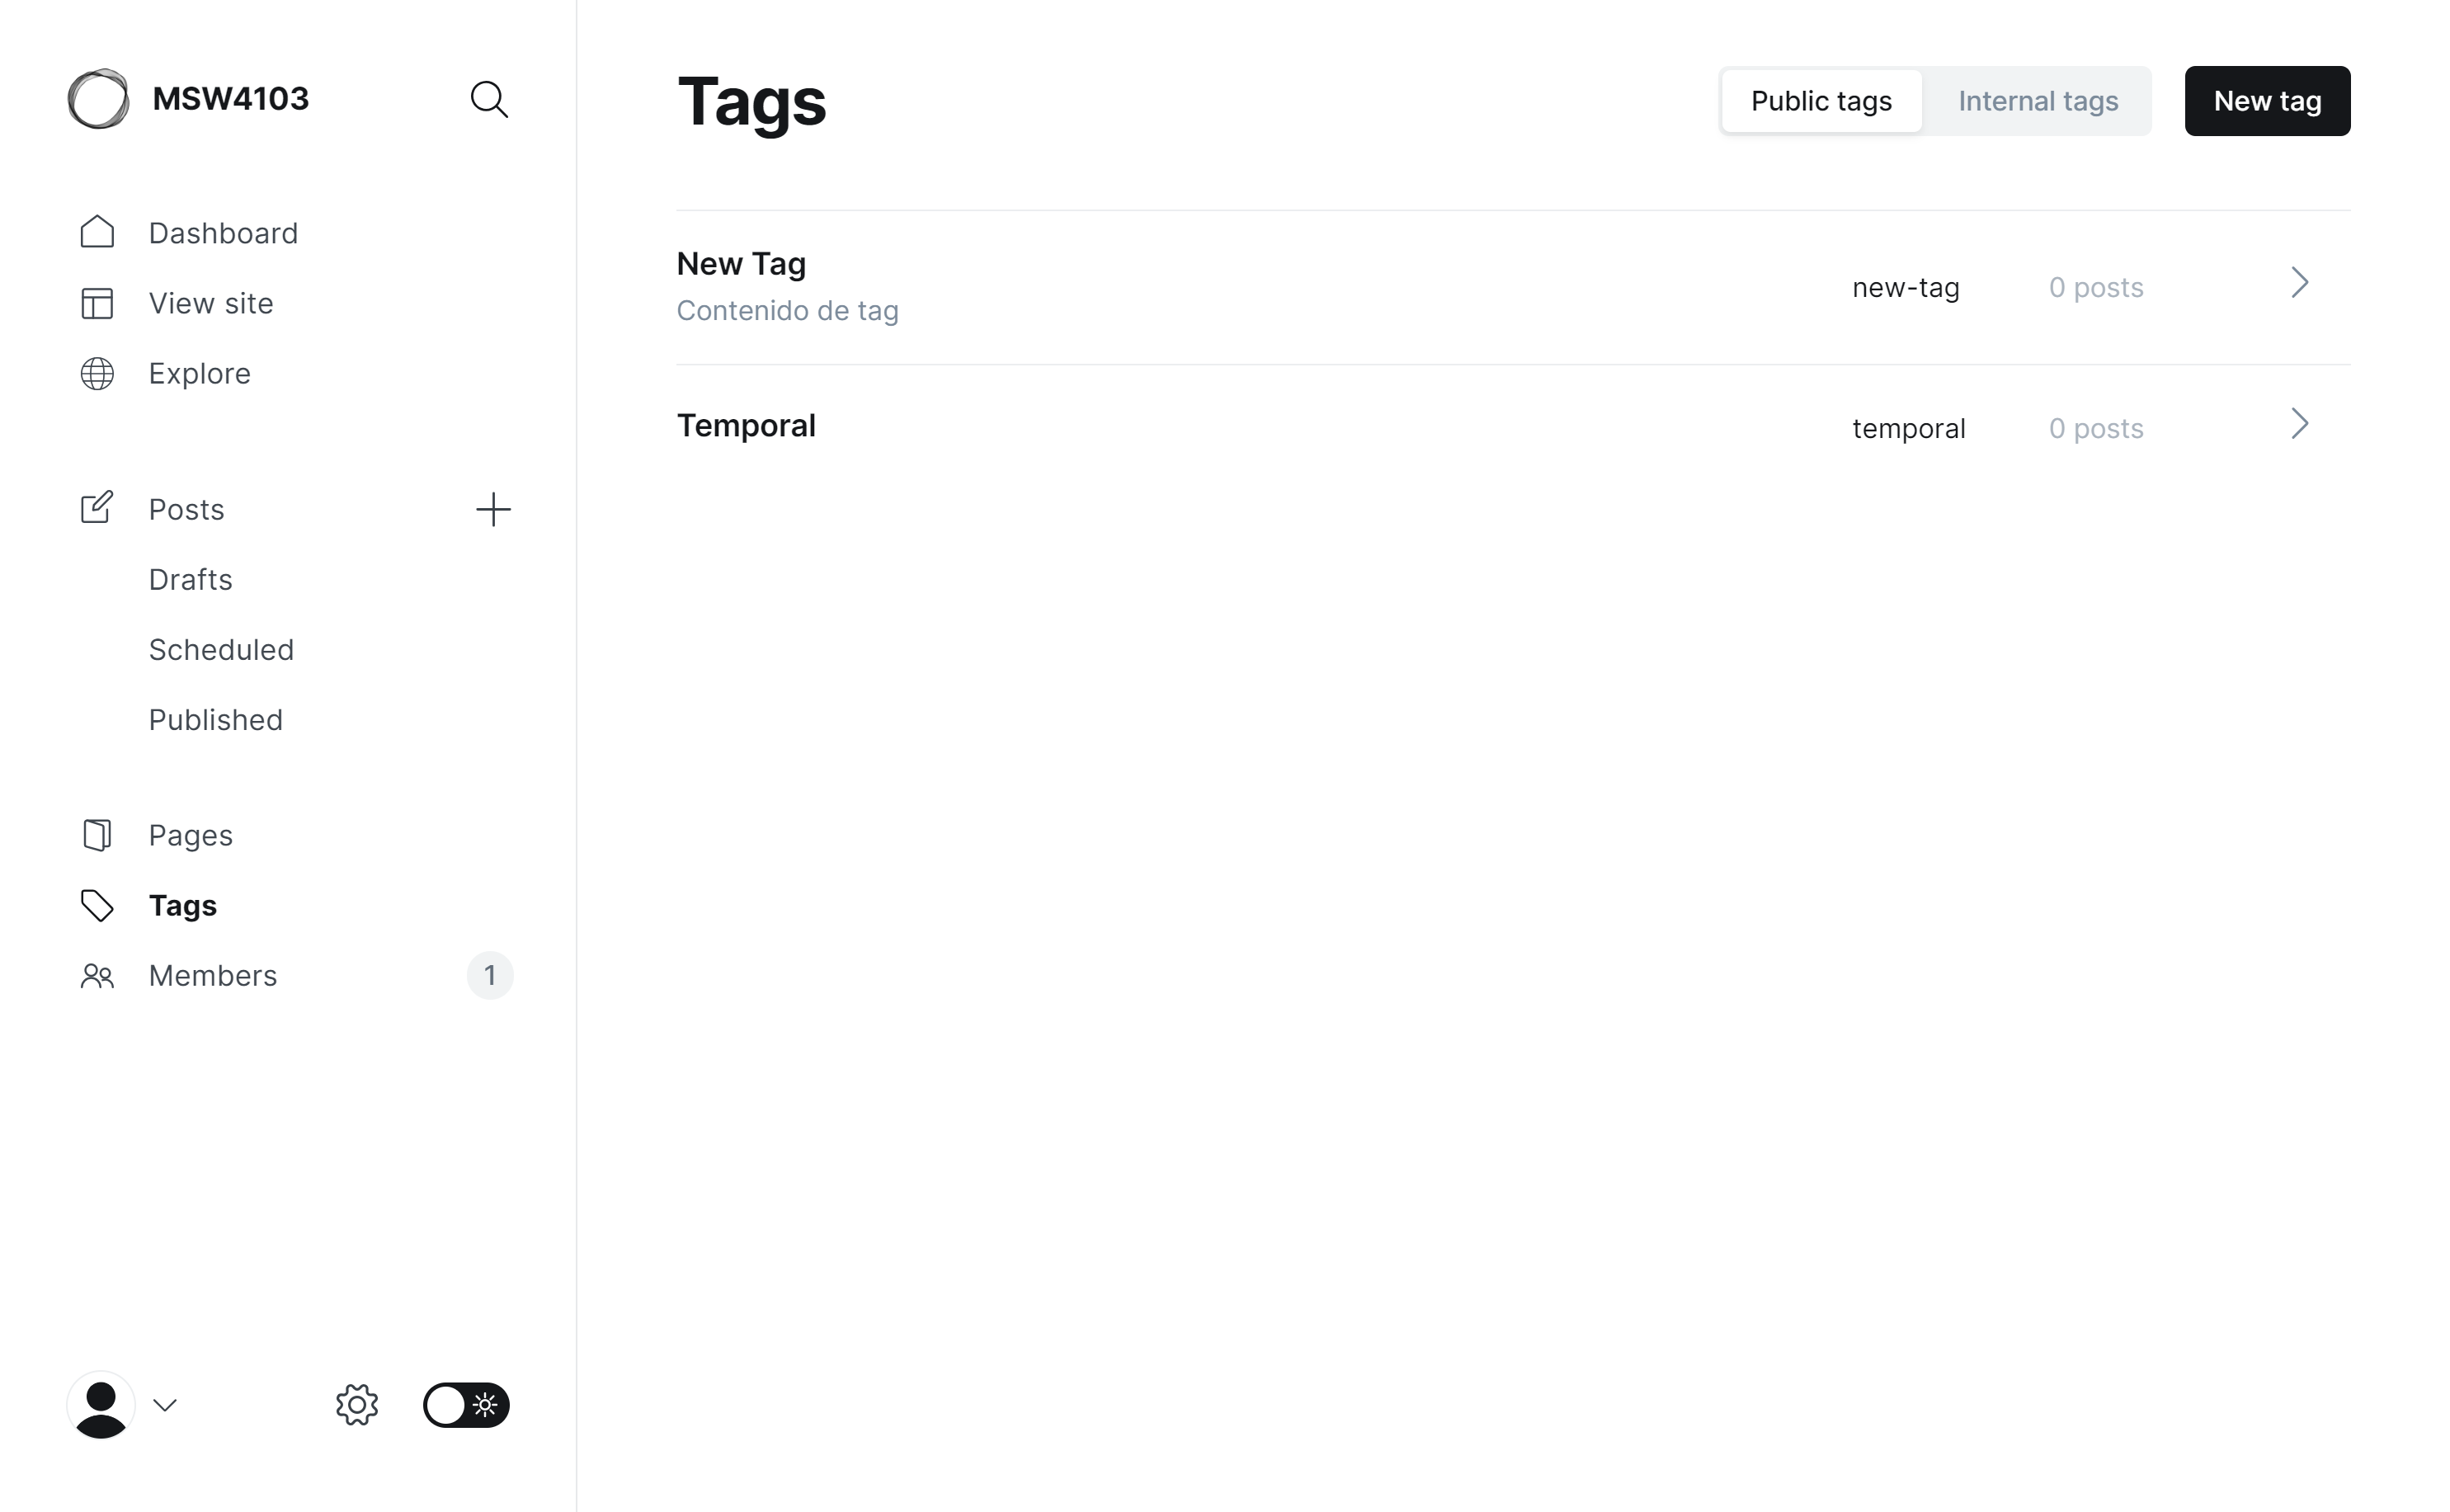 MSW4103
Dashboard
View site
Explore
Posts
Drafts
Scheduled
Published
Pages
Tags
Members 1
Tags
Public tags Internal tags New tag
New Tag
Contenido de tag
new-tag 0 posts
Temporal temporal 0 posts